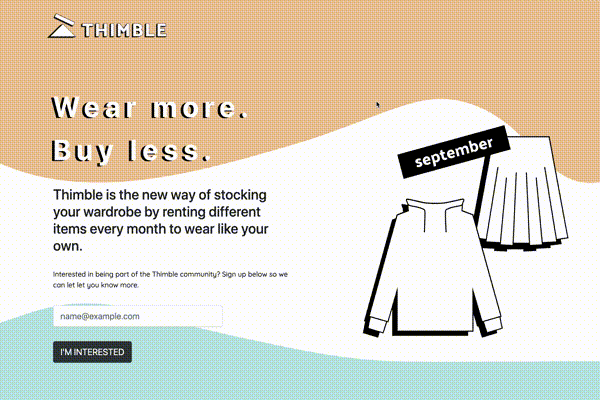 THIMBLE
Wear more.
Buy less.
september
Thimble is the new way of stocking
your wardrobe by renting different
items every month to wear like your
own.
Interested in being part of the Thimble community? Sign up below so we
can let let you know more.
name@example.com
I'M INTERESTED